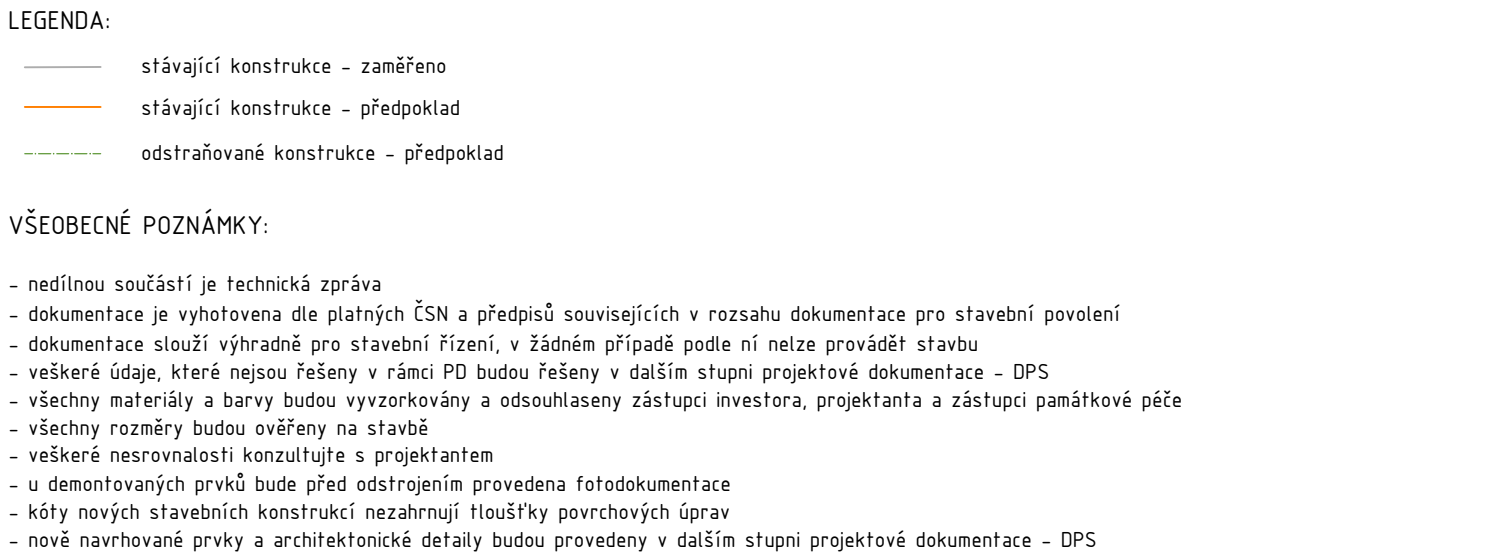 LEGENDA:
stávající konstrukce - zaměřeno
stávající konstrukce - předpoklad
odstraňované konstrukce - předpoklad
VŠEOBECNÉ POZNÁMKY:
- nedílnou součástí je technická zpráva
- dokumentace je vyhotovena dle platných ČSN a předpisů souvisejících v rozsahu dokumentace pro stavební povolení
- dokumentace slouží výhradně pro stavební řízení, v žádném případě podle ní nelze provádět stavbu
- veškeré údaje, které nejsou řešeny v rámci PD budou řešeny v dalším stupni projektové dokumentace - DPS
- všechny materiály a barvy budou vyvzorkovány a odsouhlaseny zástupci investora, projektanta a zástupci památkové péče
- všechny rozměry budou ověřeny na stavbě
- veškeré nesrovnalosti konzultujte s projektantem
- u demontovaných prvků bude před odstrojením provedena fotodokumentace
- kóty nových stavebních konstrukcí nezahrnují tloušťky povrchových úprav
- nově navrhované prvky a architektonické detaily budou provedeny v dalším stupni projektové dokumentace - DPS